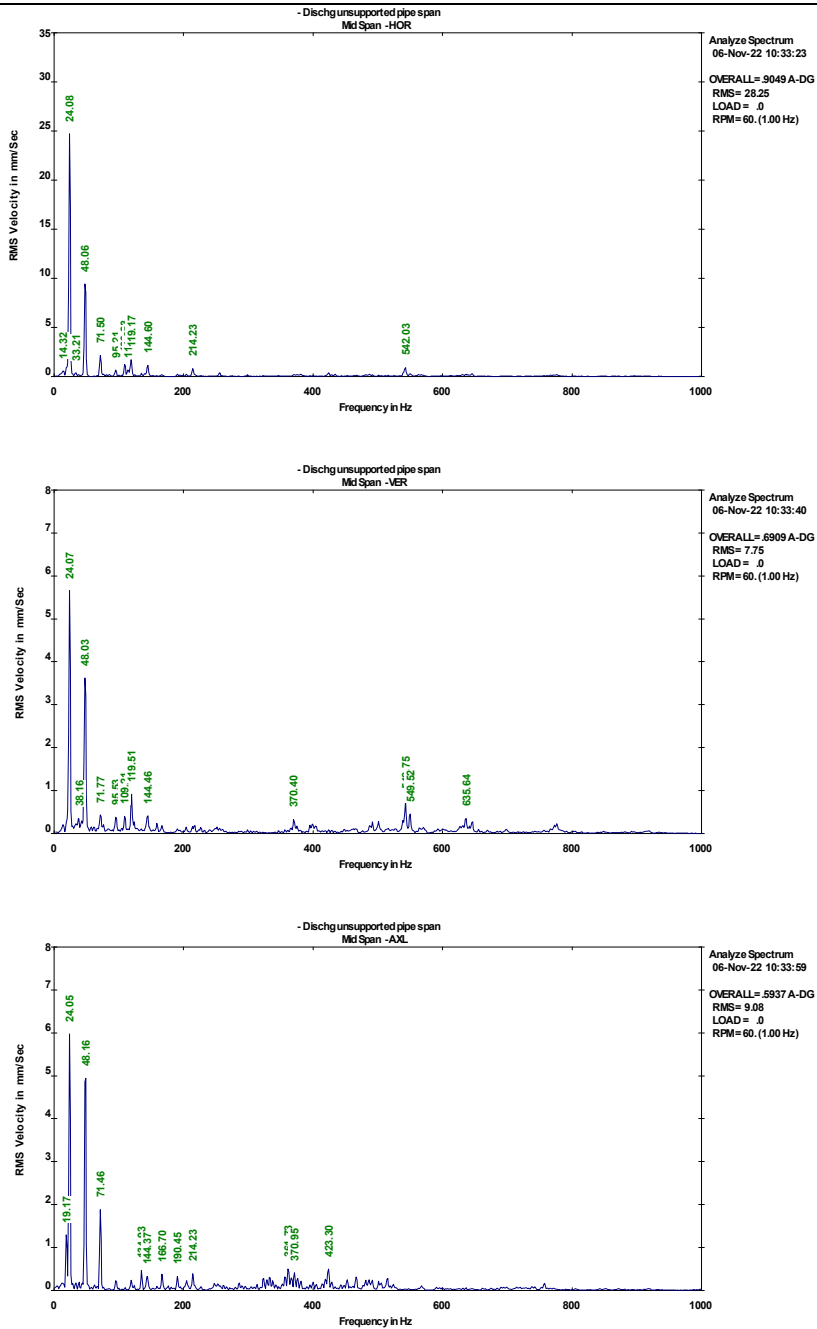 - Dischg unsupported pipe span
Mid Span -HOR
Analyze Spectrum
06-Nov-22 10:33:23
OVERALL= .9049 A-DG
RMS= 28.25
LOAD = .0
RPM= 60. (1.00 Hz)
RMS Velocity in mm/Sec
35
30
25
20
15
10
5
0
14.32
24.08
33.21
48.06
71.50
95.21
119.17
144.60
214.23
542.03
0 200 400 600 800 1000
Frequency in Hz
- Dischg unsupported pipe span
Mid Span -VER
Analyze Spectrum
06-Nov-22 10:33:40
OVERALL= .6909 A-DG
RMS= 7.75
LOAD = .0
RPM= 60. (1.00 Hz)
RMS Velocity in mm/Sec
8
7
6
5
4
3
2
1
0
24.07
38.16
48.03
71.77
95.53
109.21
119.51
144.46
370.40
549.52
635.64
0 200 400 600 800 1000
Frequency in Hz
- Dischg unsupported pipe span
Mid Span -AXL
Analyze Spectrum
06-Nov-22 10:33:59
OVERALL= .5937 A-DG
RMS= 9.08
LOAD = .0
RPM= 60. (1.00 Hz)
RMS Velocity in mm/Sec
8
7
6
5
4
3
2
1
0
19.17
24.05
48.16
71.46
144.37
166.70
190.45
214.23
370.95
423.30
0 200 400 600 800 1000
Frequency in Hz